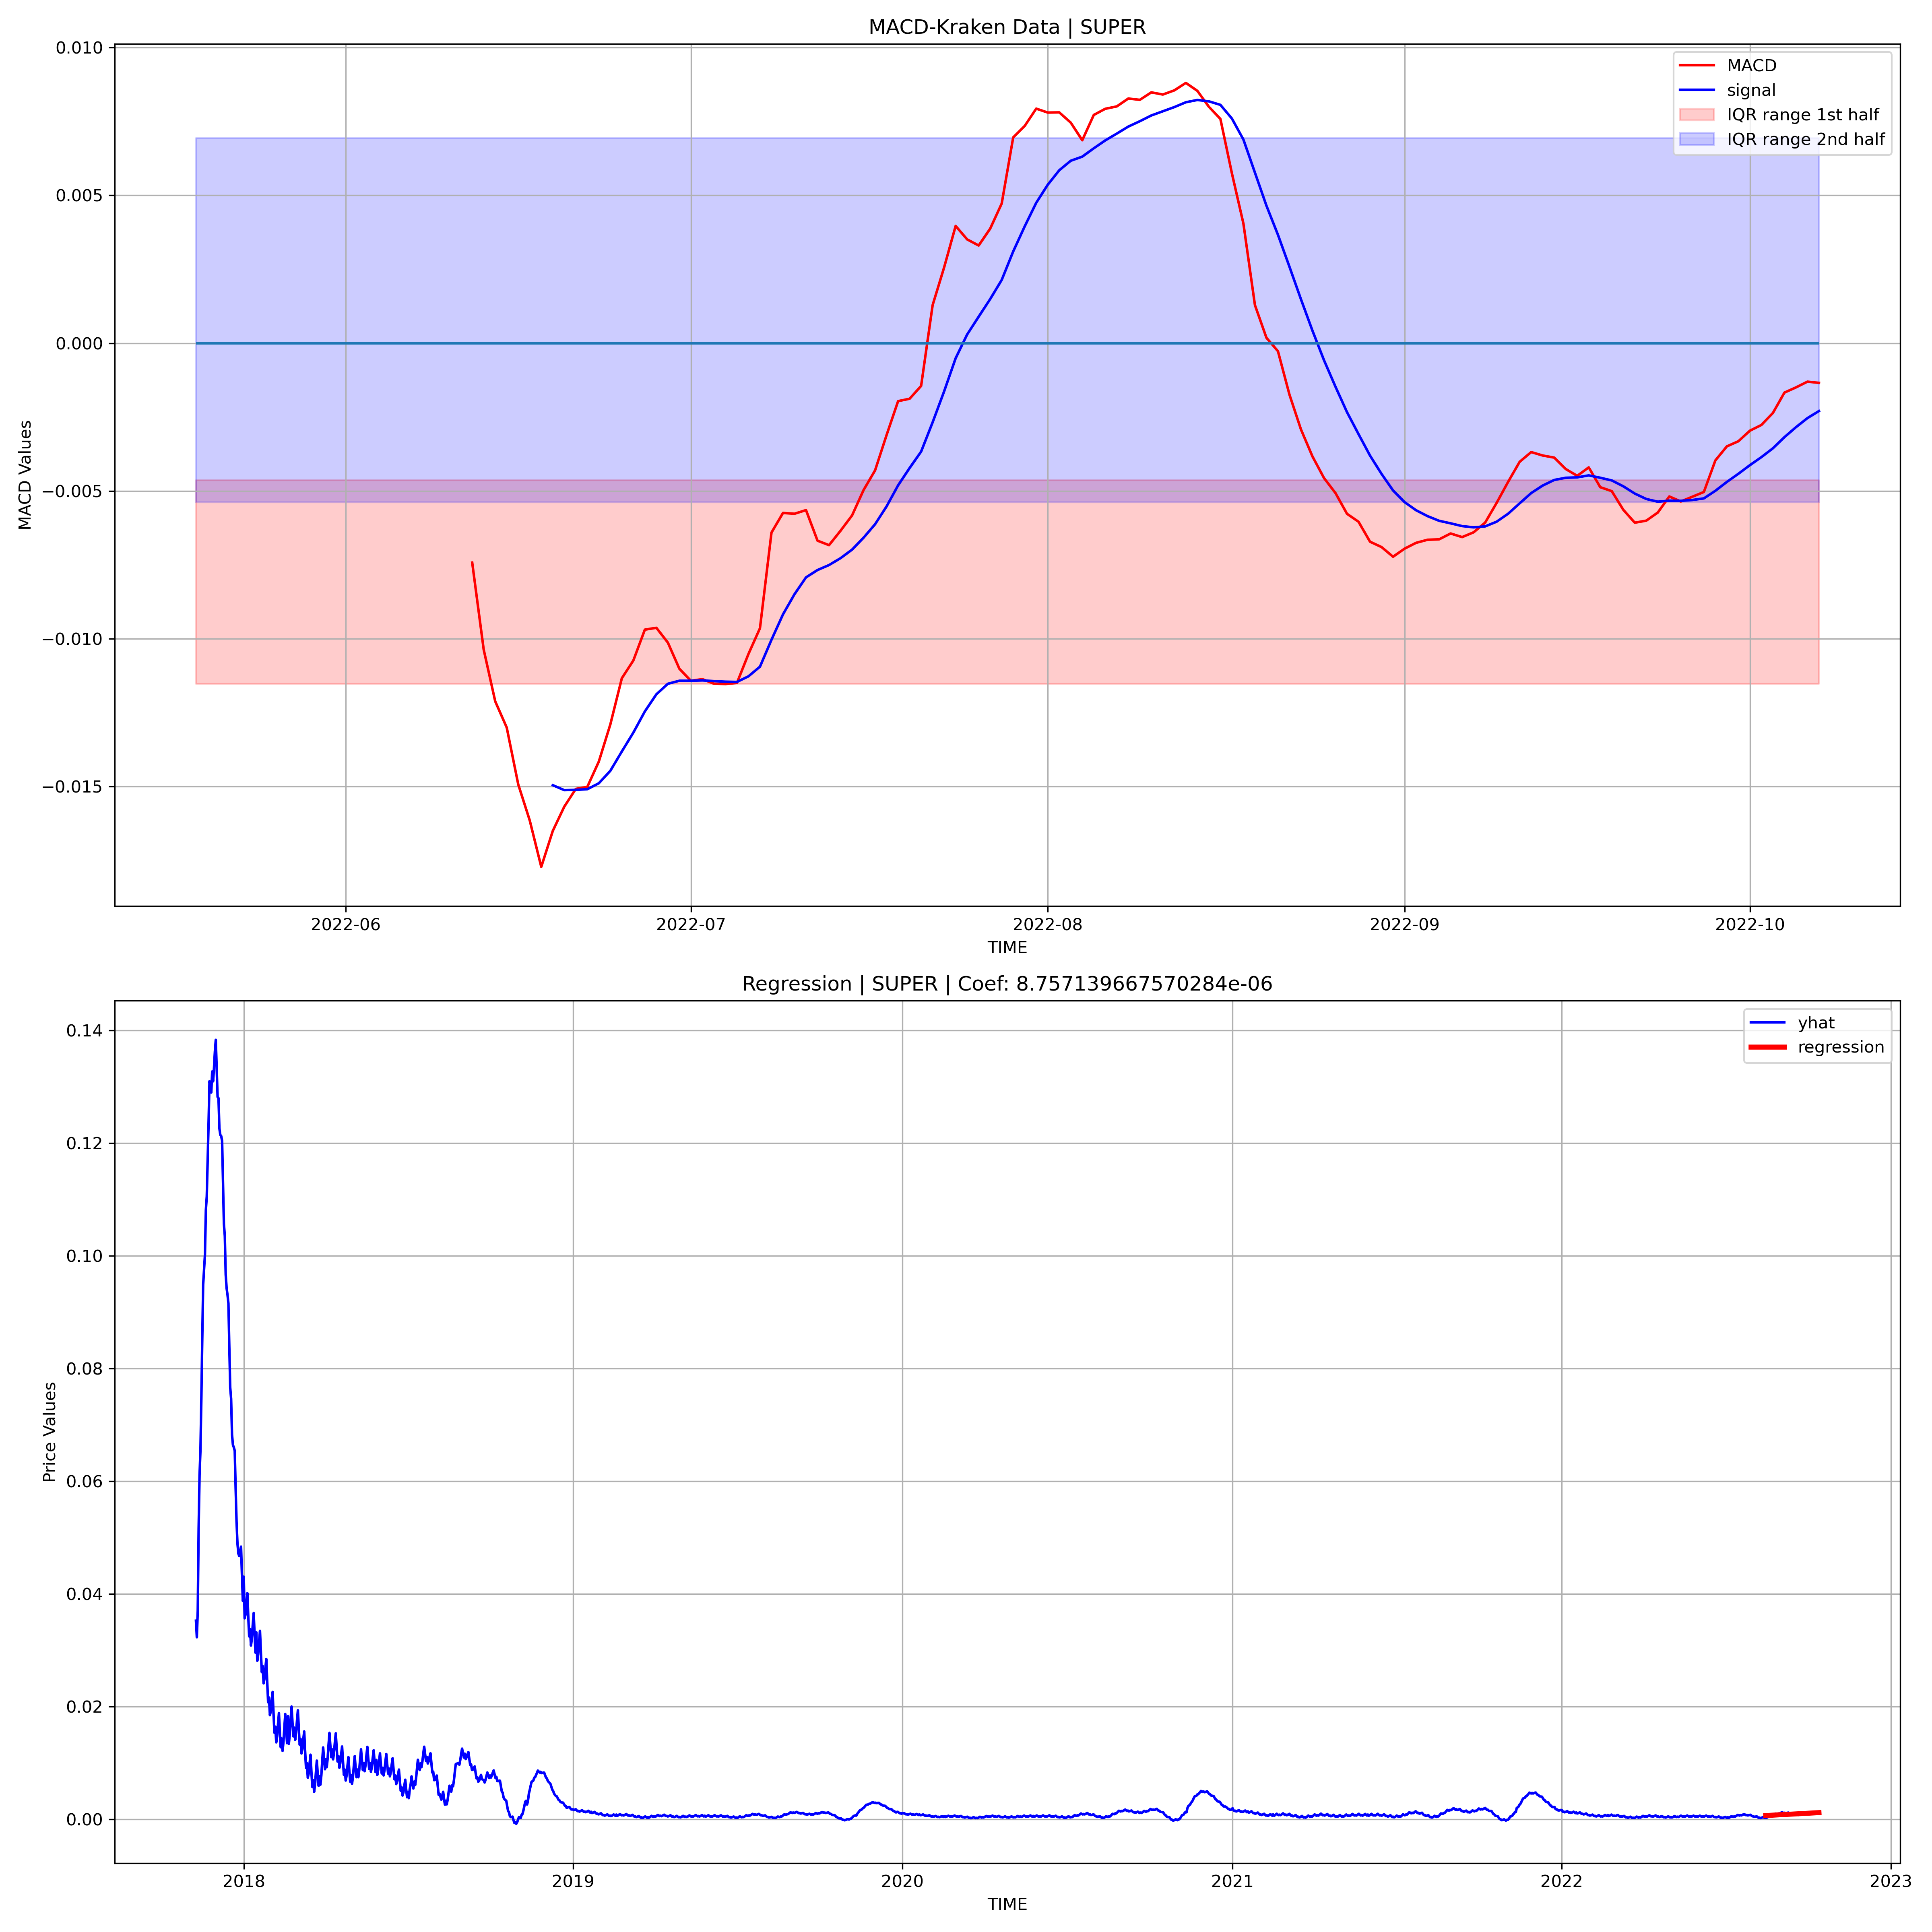 MACD-Kraken Data | SUPER
0.010
0.005
0.000
−0.005
−0.010
−0.015
MACD Values
MACD
signal
IQR range 1st half
IQR range 2nd half
2022-06
2022-07
2022-08
2022-09
2022-10
TIME
Regression | SUPER | Coef: 8.757139667570284e-06
0.14
0.12
0.10
0.08
0.06
0.04
0.02
0.00
Price Values
yhat
regression
2018
2019
2020
2021
2022
2023
TIME